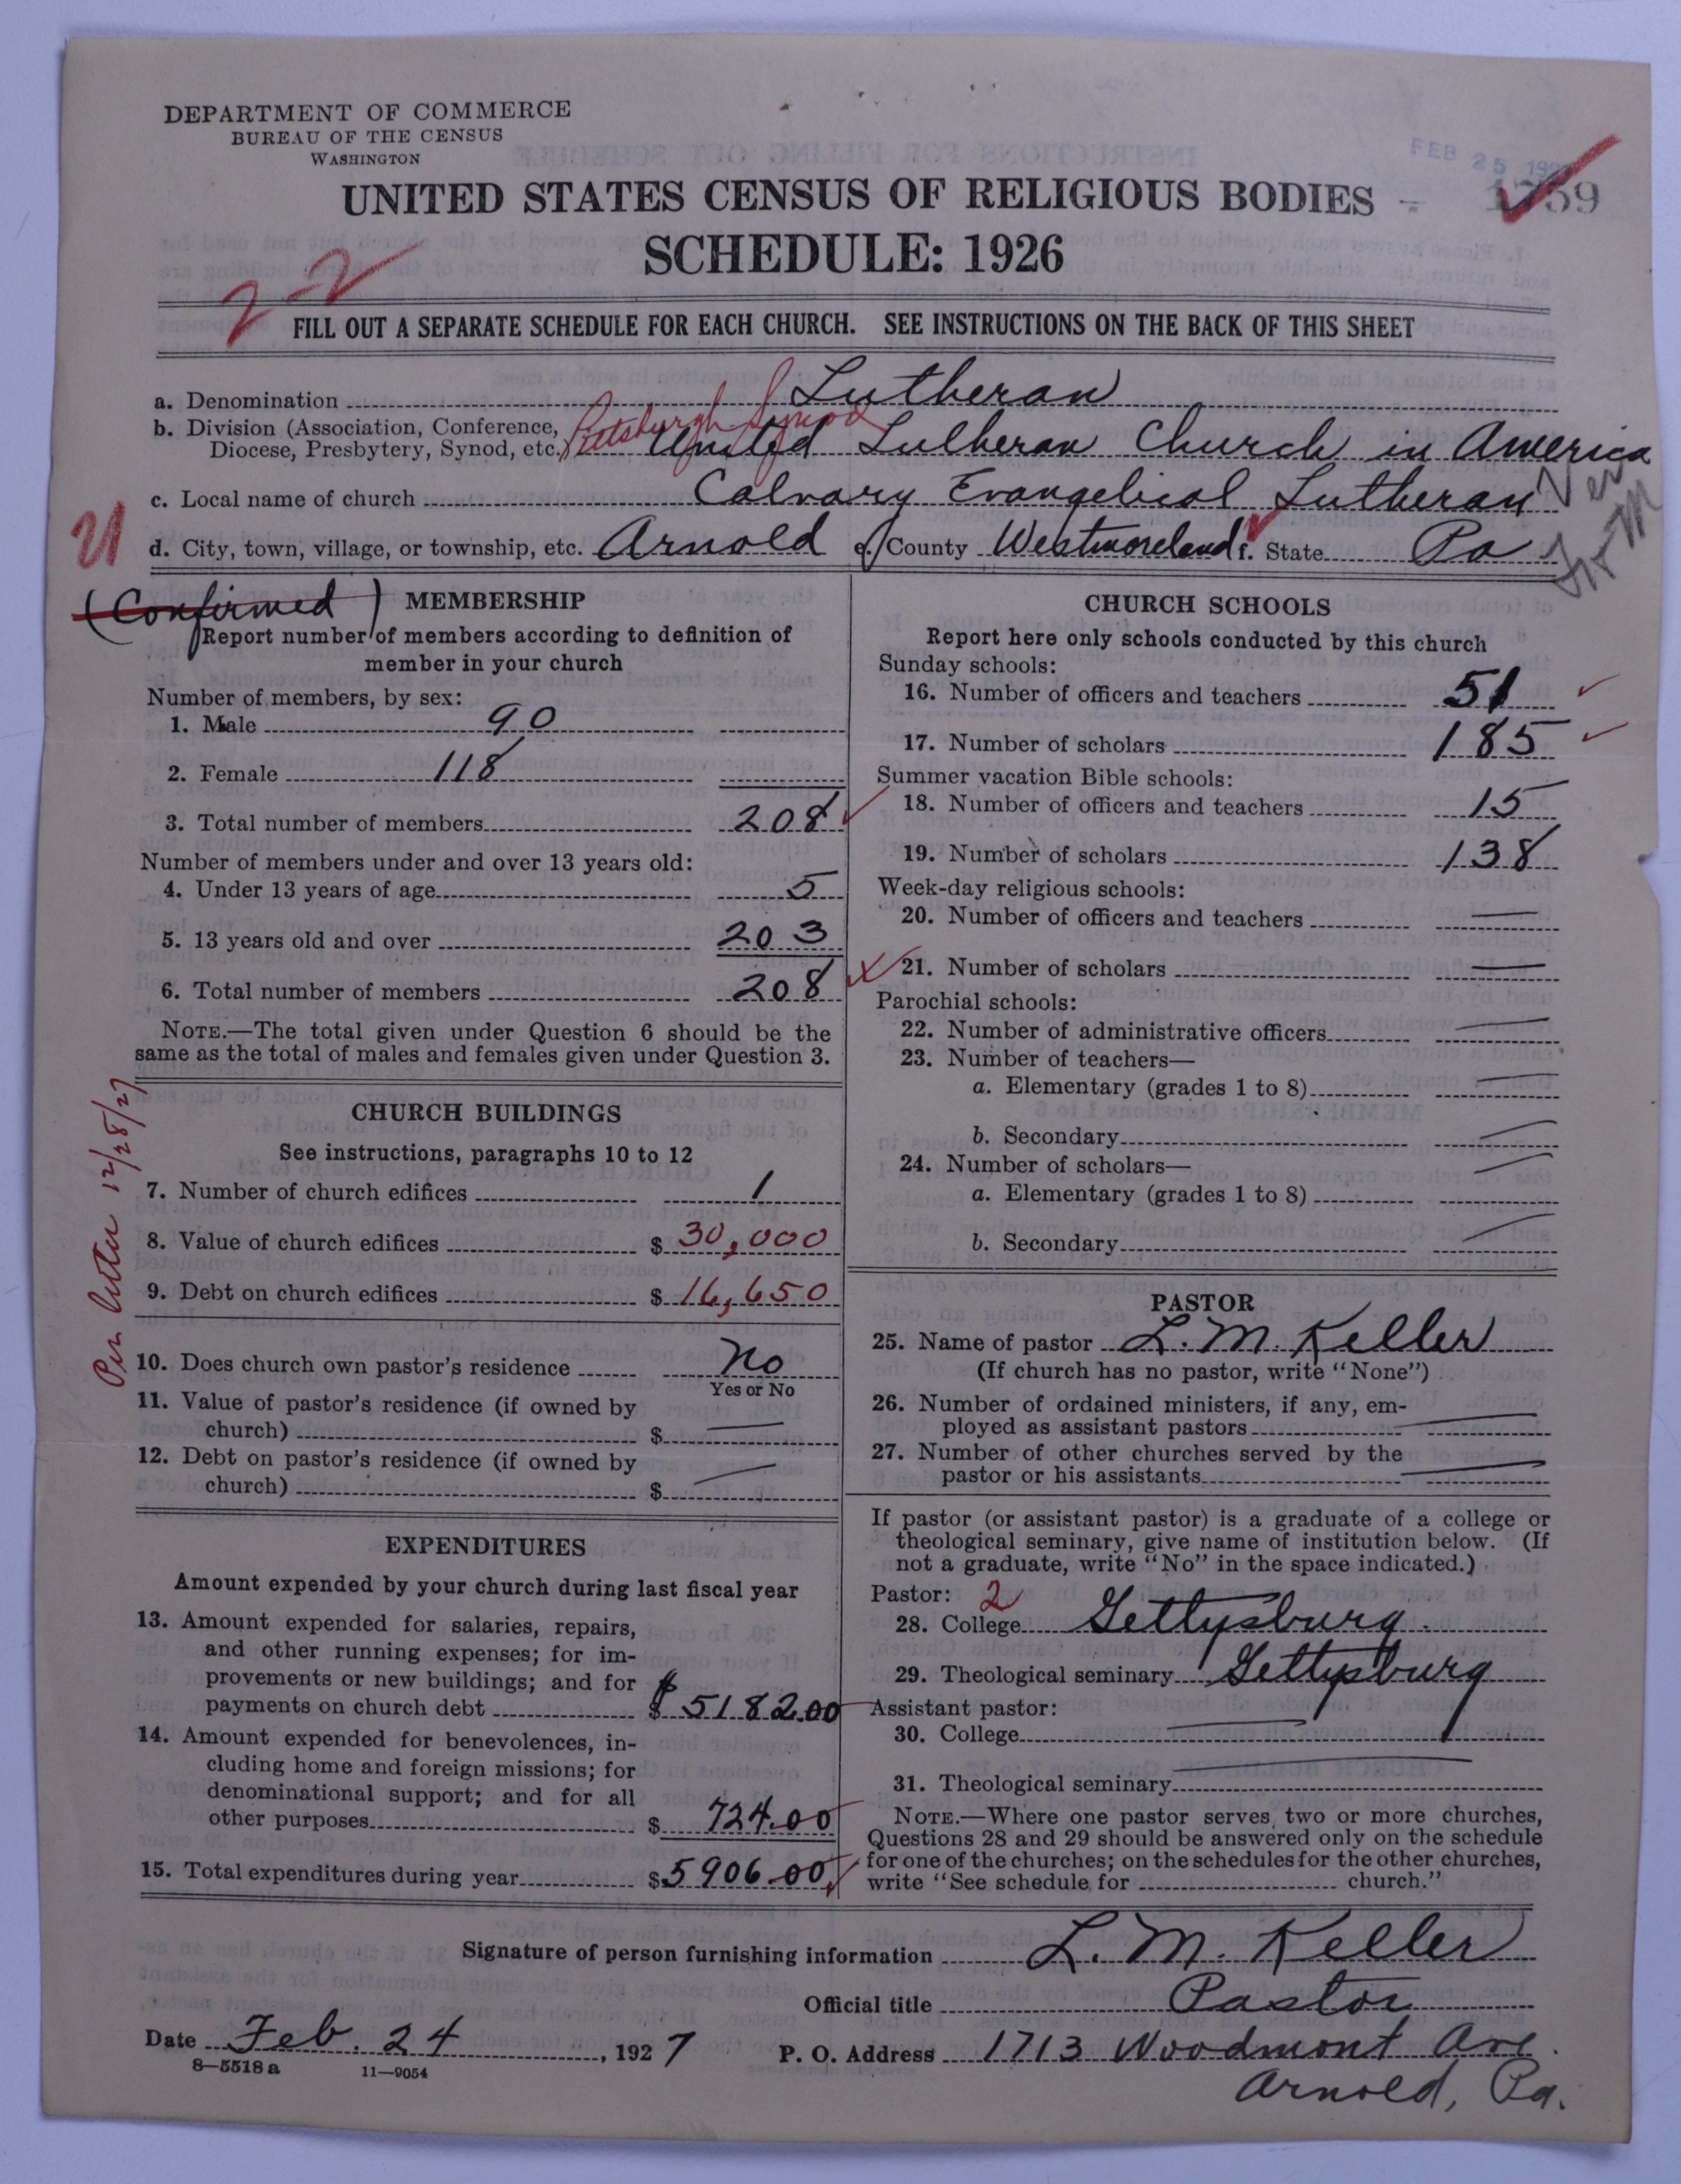 DEPARTMENT OF COMMERCE
BUREAU OF THE CENSUS
WASHINGTON
FEB 25
UNITED STATES CENSUS OF RELIGIOUS BODIES
SCHEDULE: 1926
2-2
FILL OUT A SEPARATE SCHEDULE FOR EACH CHURCH. SEE INSTRUCTIONS ON THE BACK OF THIS SHEET
a. Denomination Lutheran
b. Division (Association, Conference, Diocese, Presbytery, Synod, etc.) Pittsburgh Synod United Lutheran Church in America
c. Local name of church Calvary Evangelical Lutheran
d. City, town, village, or township, etc. Arnold e. County Westmoreland f. State Pa
(Confirmed) MEMBERSHIP
Report number of members according to definition of
member in your church
Number of members, by sex:
1. Male 90
2. Female 118
3. Total number of members 208
Number of members under and over 13 years old:
4. Under 13 years of age 5
5. 13 years old and over 203
6. Total number of members 208
NOTE.—The total given under Question 6 should be the
same as the total of males and females given under Question 3.
Per letter 12/28/27
CHURCH BUILDINGS
See instructions, paragraphs 10 to 12
7. Number of church edifices 1
8. Value of church edifices $ 30,000
9. Debt on church edifices $ 16,650
10. Does church own pastor's residence No
Yes or No
11. Value of pastor's residence (if owned by
church) $ —
12. Debt on pastor's residence (if owned by
church) $ —
EXPENDITURES
Amount expended by your church during last fiscal year
13. Amount expended for salaries, repairs,
and other running expenses; for im-
provements or new buildings; and for
payments on church debt $ 5182.00
14. Amount expended for benevolences, in-
cluding home and foreign missions; for
denominational support; and for all
other purposes $ 724.00
15. Total expenditures during year $ 5906.00
CHURCH SCHOOLS
Report here only schools conducted by this church
Sunday schools:
16. Number of officers and teachers 51
17. Number of scholars 185
Summer vacation Bible schools:
18. Number of officers and teachers 15
19. Number of scholars 138
Week-day religious schools:
20. Number of officers and teachers —
21. Number of scholars —
Parochial schools:
22. Number of administrative officers —
23. Number of teachers—
a. Elementary (grades 1 to 8) —
b. Secondary —
24. Number of scholars—
a. Elementary (grades 1 to 8) —
b. Secondary —
PASTOR
25. Name of pastor L. M. Keller
(If church has no pastor, write "None")
26. Number of ordained ministers, if any, em-
ployed as assistant pastors —
27. Number of other churches served by the
pastor or his assistants —
If pastor (or assistant pastor) is a graduate of a college or
theological seminary, give name of institution below. (If
not a graduate, write "No" in the space indicated.)
Pastor: 2
28. College Gettysburg
29. Theological seminary Gettysburg
Assistant pastor:
30. College —
31. Theological seminary —
NOTE.—Where one pastor serves two or more churches,
Questions 28 and 29 should be answered only on the schedule
for one of the churches; on the schedules for the other churches,
write "See schedule for church."
Signature of person furnishing information L. M. Keller
Official title Pastor
Date Feb. 24, 1927
P. O. Address 1713 Woodmont Ave.
Arnold, Pa.
8—5518 a 11—9054